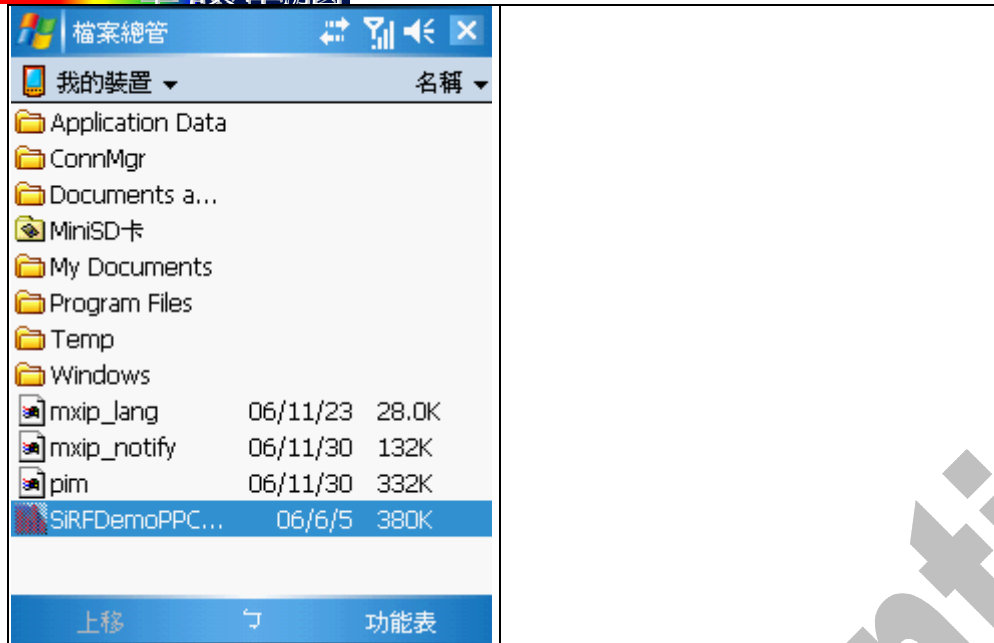 檔案總管
我的裝置 名稱
Application Data
ConnMgr
Documents a...
MiniSD卡
My Documents
Program Files
Temp
Windows
mxip_lang 06/11/23 28.0K
mxip_notify 06/11/30 132K
pim 06/11/30 332K
SiRFDemoPPC... 06/6/5 380K
上移 ㄅ 功能表
nti